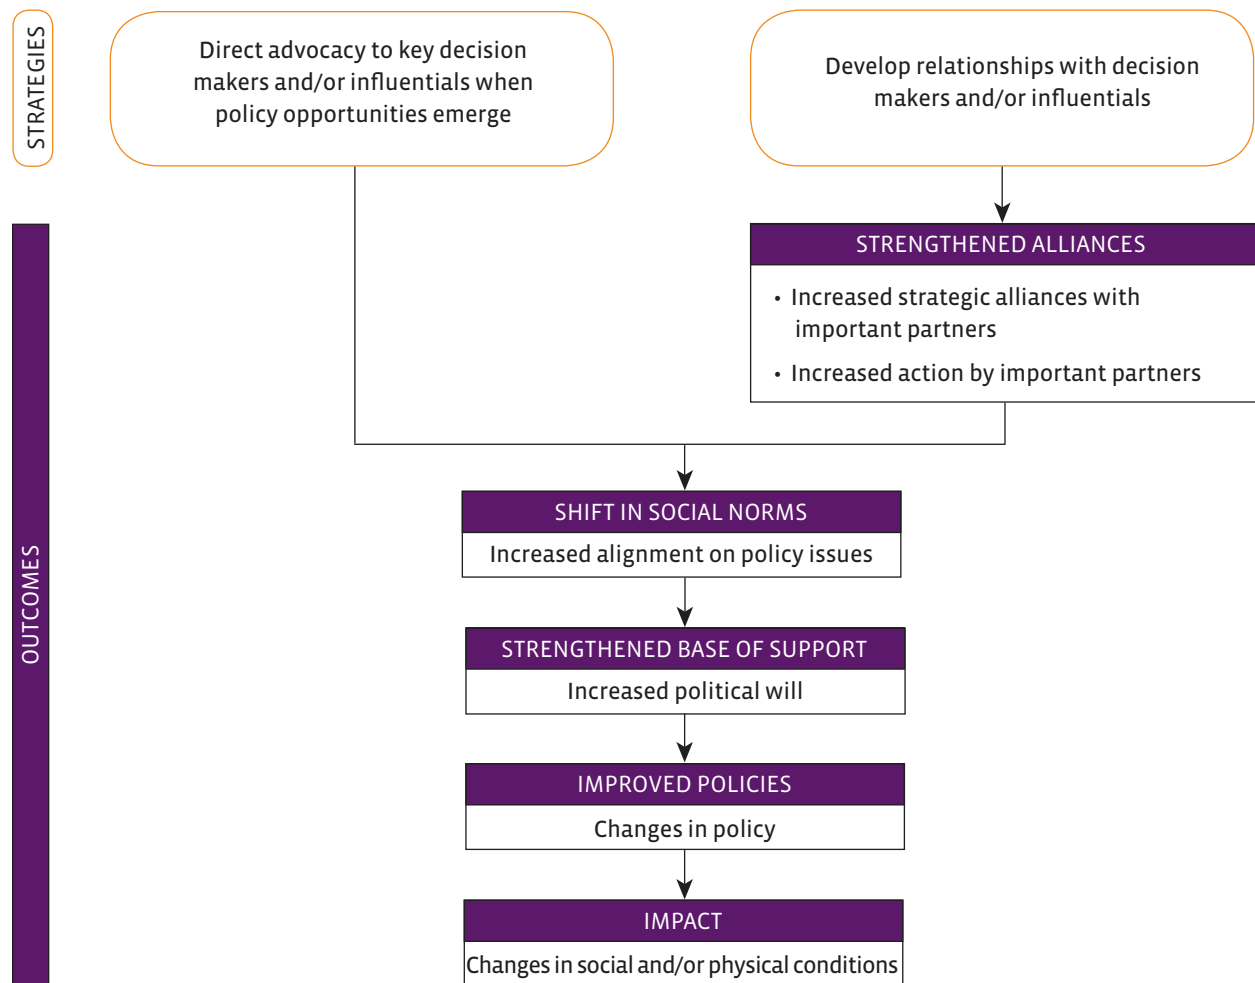 STRATEGIES
Direct advocacy to key decision
makers and/or influentials when
policy opportunities emerge
Develop relationships with decision
makers and/or influentials
OUTCOMES
STRENGTHENED ALLIANCES
• Increased strategic alliances with
important partners
• Increased action by important partners
SHIFT IN SOCIAL NORMS
Increased alignment on policy issues
STRENGTHENED BASE OF SUPPORT
Increased political will
IMPROVED POLICIES
Changes in policy
IMPACT
Changes in social and/or physical conditions